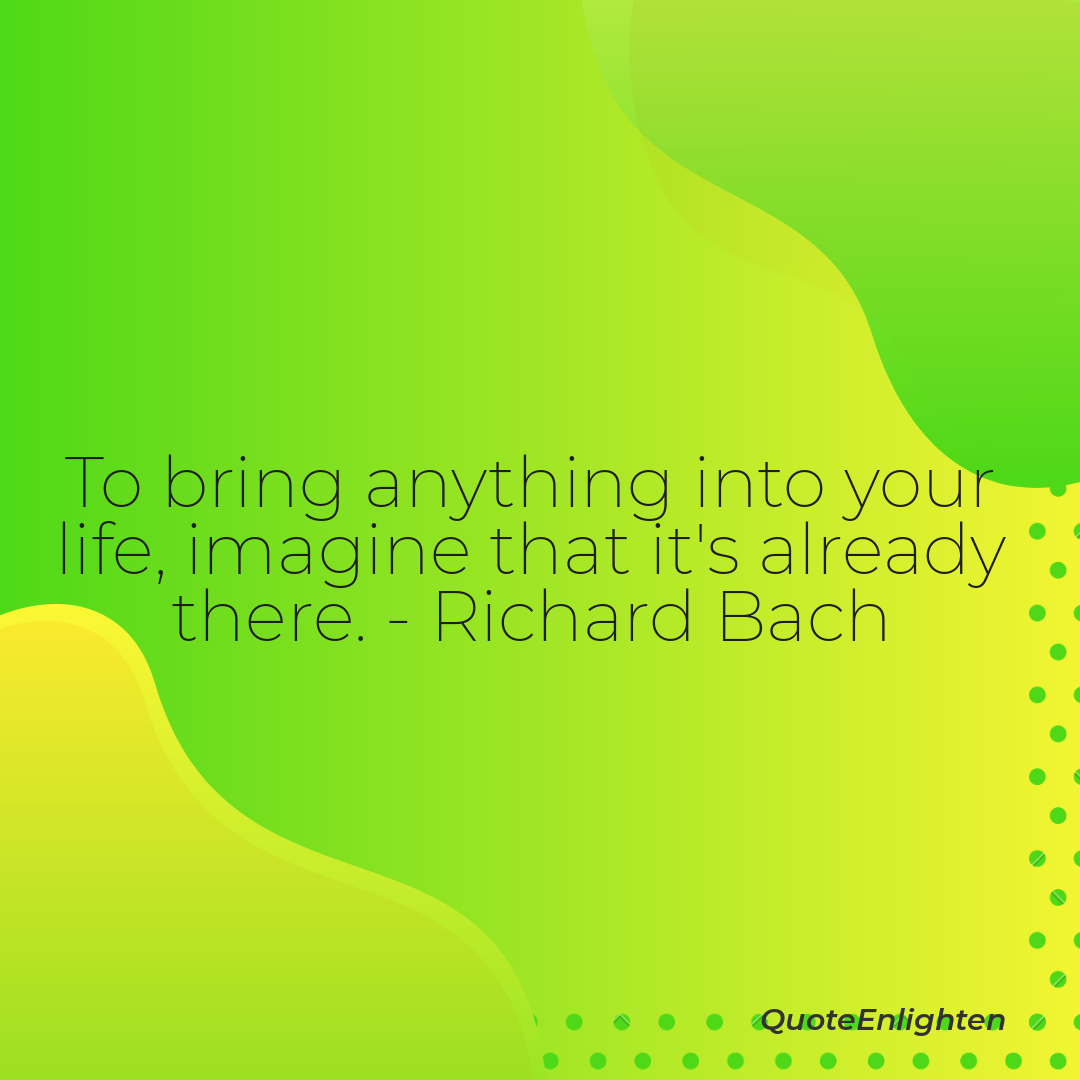 To bring anything into your
life, imagine that it's already
there. - Richard Bach
QuoteEnlighten